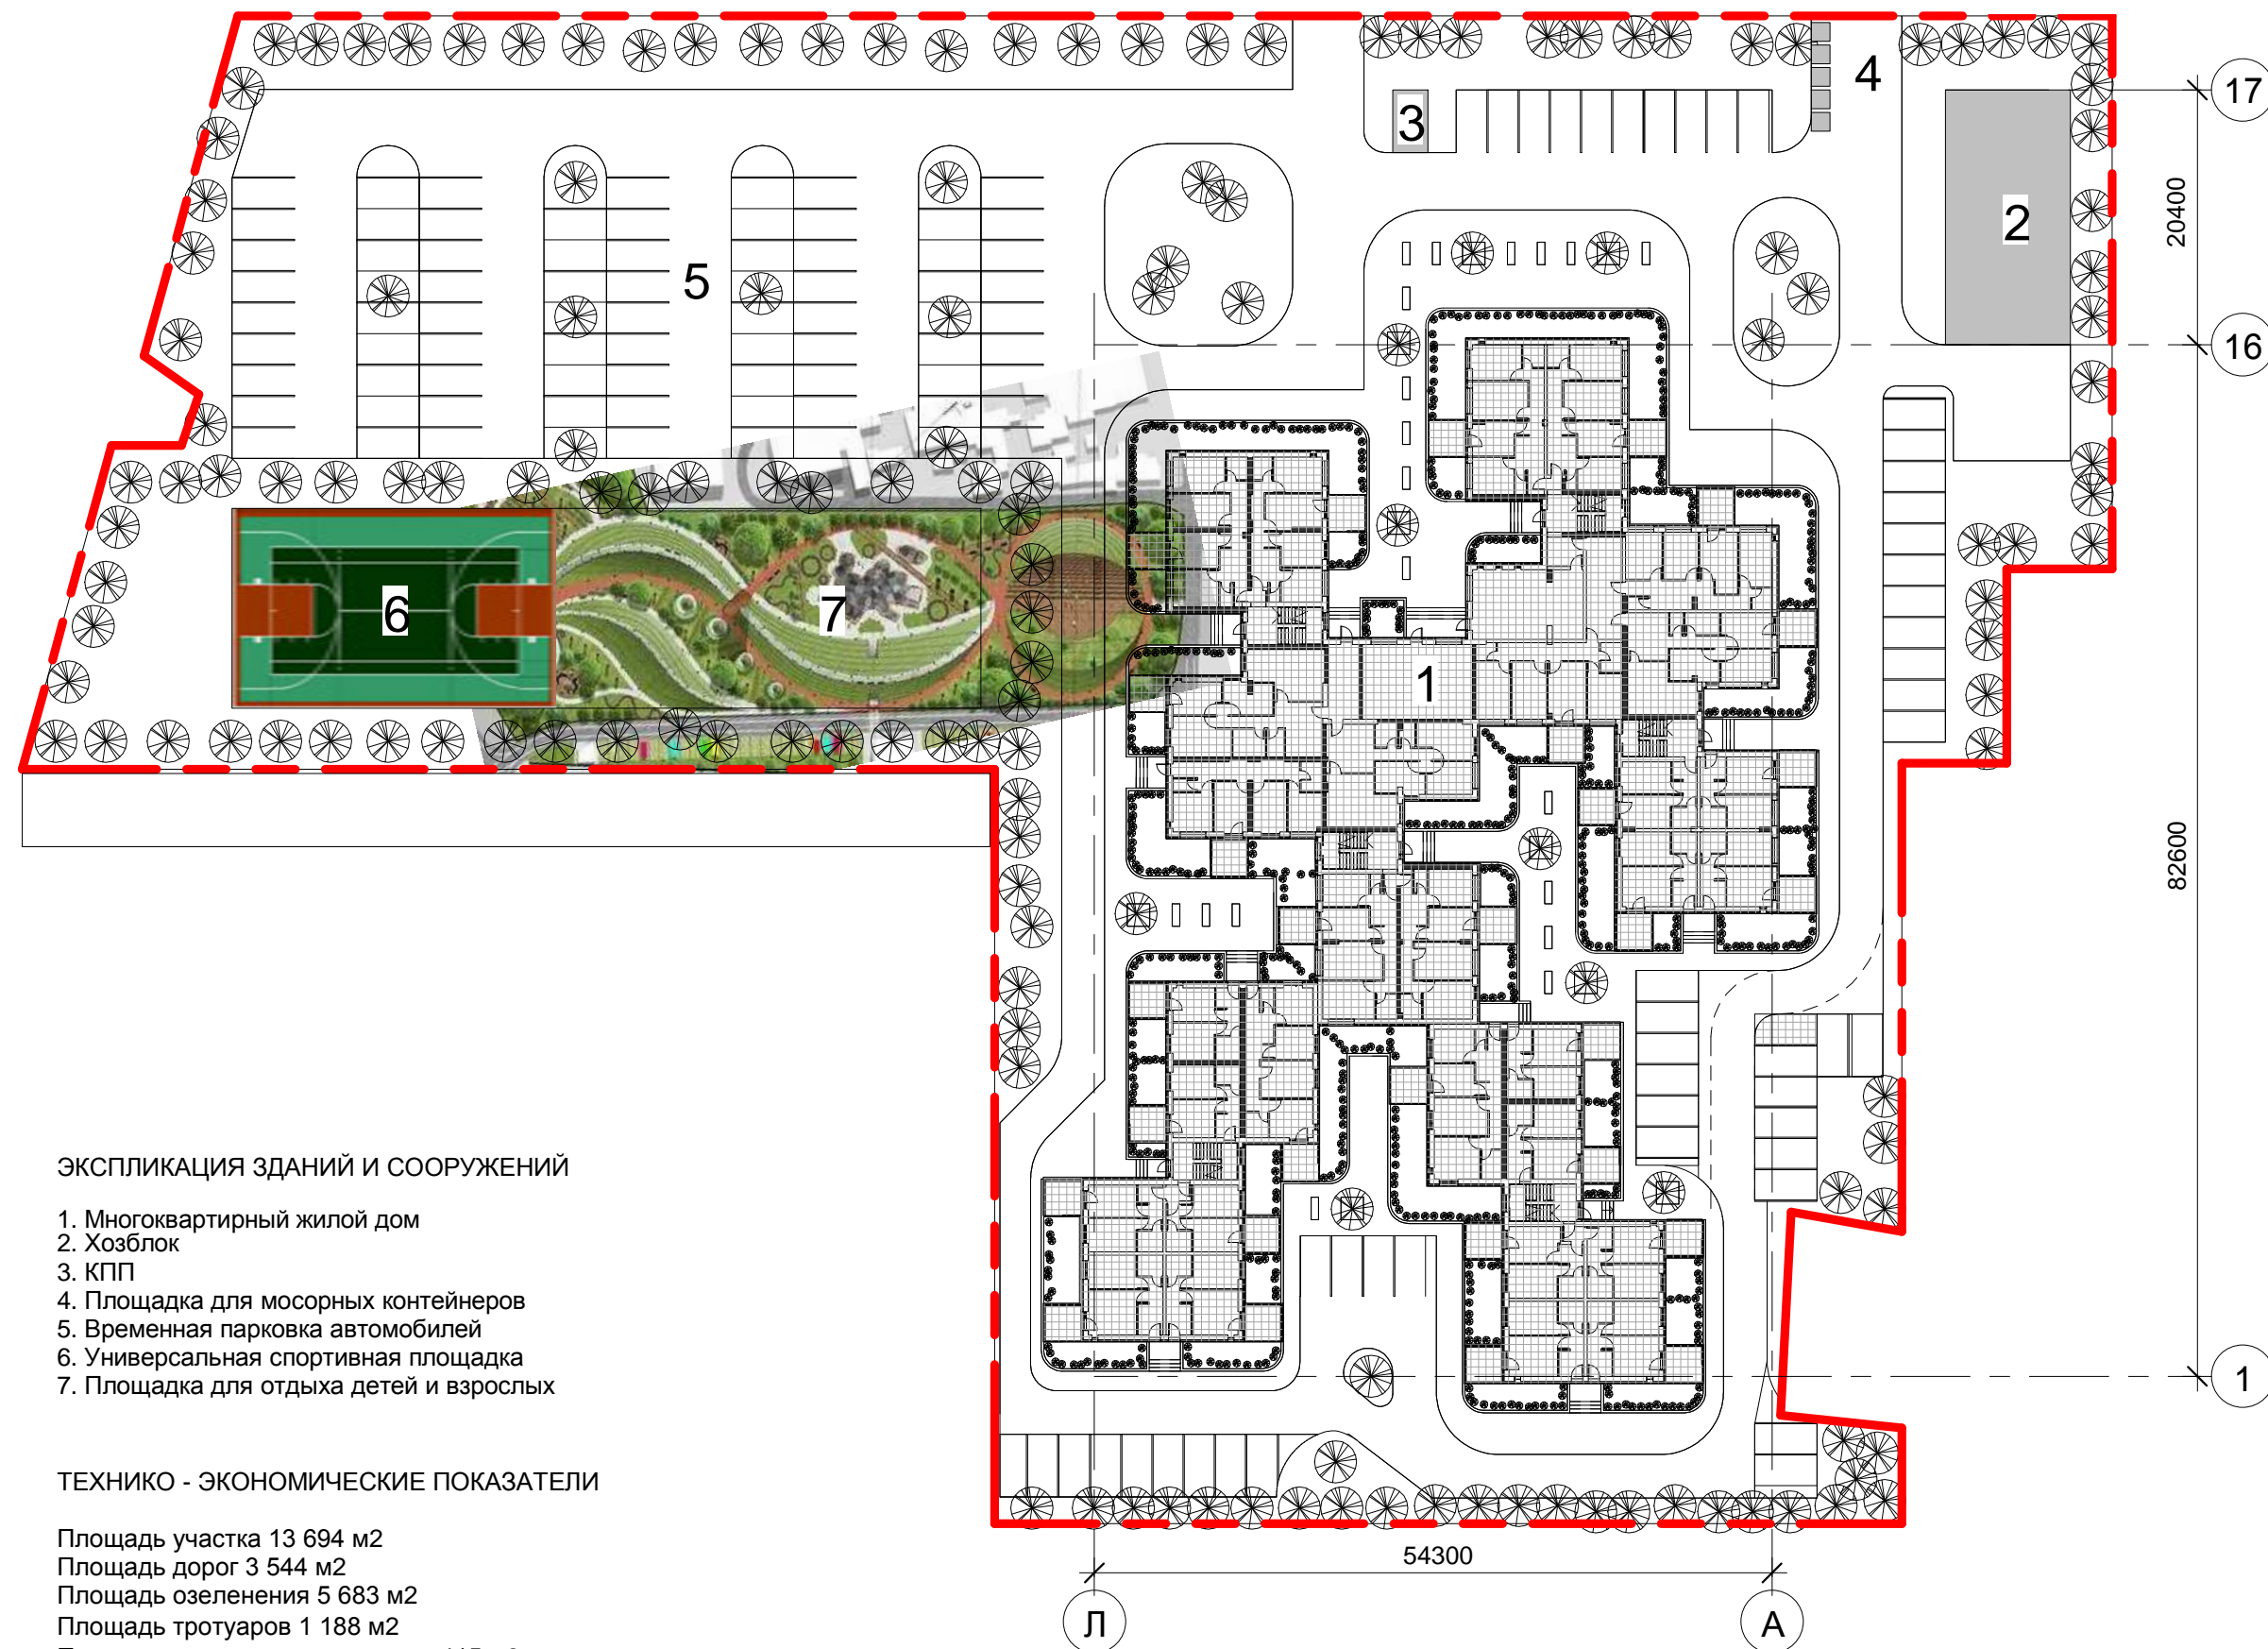 4
17
3
2
20400
5
16
6
7
1
82600
ЭКСПЛИКАЦИЯ ЗДАНИЙ И СООРУЖЕНИЙ
1. Многоквартирный жилой дом
2. Хозблок
3. КПП
4. Площадка для мосорных контейнеров
5. Временная парковка автомобилей
6. Универсальная спортивная площадка
7. Площадка для отдыха детей и взрослых
1
ТЕХНИКО - ЭКОНОМИЧЕСКИЕ ПОКАЗАТЕЛИ
Площадь участка 13 694 м2
Площадь дорог 3 544 м2
Площадь озеленения 5 683 м2
Площадь тротуаров 1 188 м2
54300
Л
А